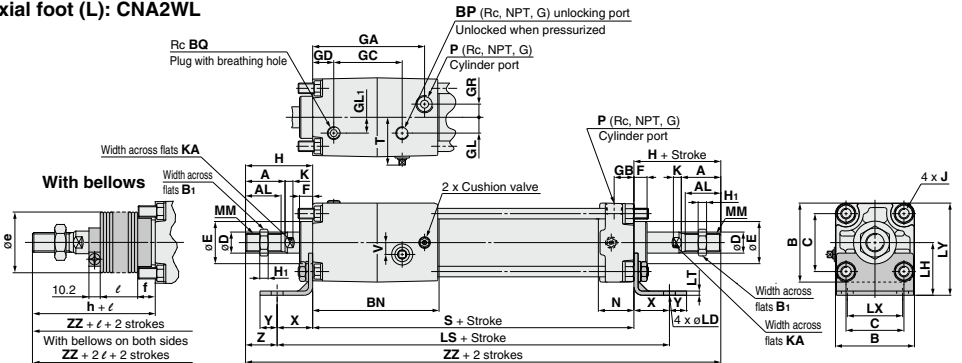 xial foot (L): CNA2WL
BP (Rc, NPT, G) unlocking port
Unlocked when pressurized
P (Rc, NPT, G)
Cylinder port
Rc BQ
Plug with breathing hole
GA
GD
GC
GR
GL1
T
GL
P (Rc, NPT, G)
Cylinder port
Width across flats KA
H
A
K
Width across
flats B1
AL
F
2 x Cushion valve
GB
F
H + Stroke
K
A
AL
H1
MM
4 x J
With bellows
MM
øE
øD
V
øD
øE
øe
B
C
LH
LY
H1
LT
10.2
ℓ
f
h + ℓ
BN
N
X
Y
Width across
flats B1
LX
Y
X
S + Stroke
4 x øLD
Width across
flats KA
C
ZZ + ℓ + 2 strokes
Z
LS + Stroke
B
With bellows on both sides
ZZ + 2 ℓ + 2 strokes
ZZ + 2 strokes